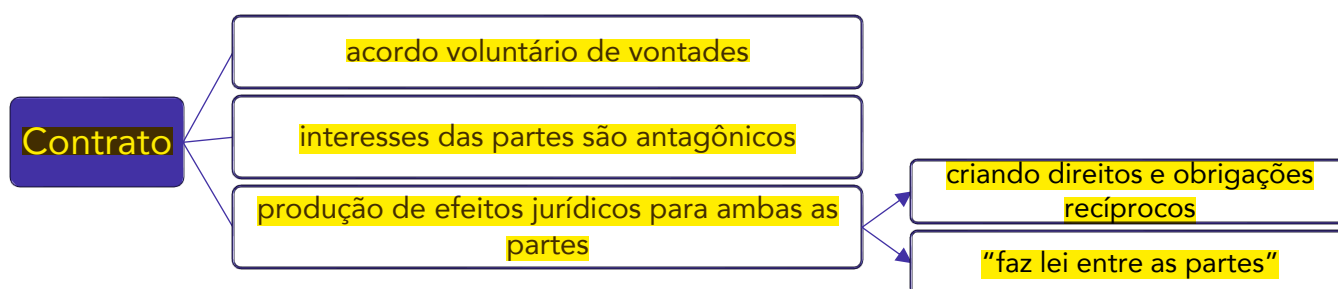 Contrato
acordo voluntário de vontades
interesses das partes são antagônicos
produção de efeitos jurídicos para ambas as
partes
criando direitos e obrigações
recíprocos
“faz lei entre as partes”